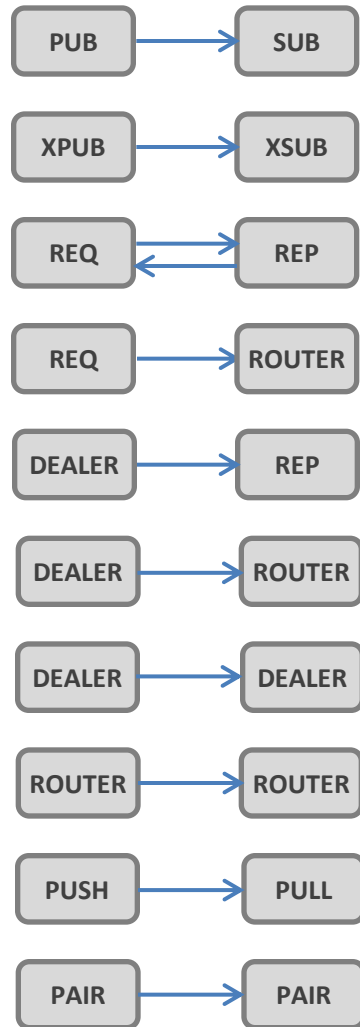 PUB SUB
XPUB XSUB
REQ REP
REQ ROUTER
DEALER REP
DEALER ROUTER
DEALER DEALER
ROUTER ROUTER
PUSH PULL
PAIR PAIR